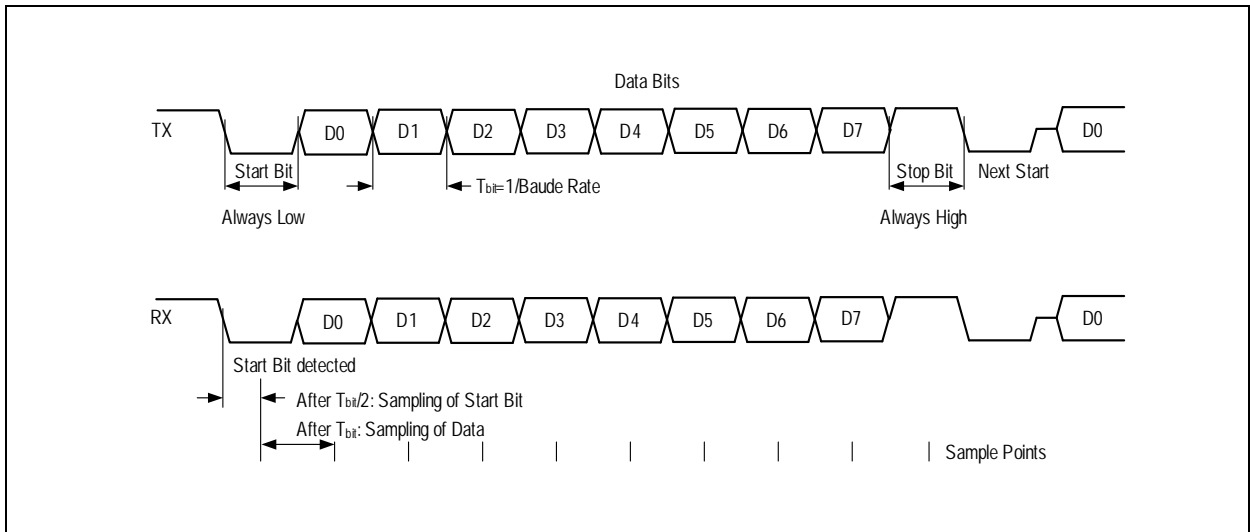 Data Bits
TX D0 D1 D2 D3 D4 D5 D6 D7 D0
Start Bit Stop Bit Next Start
Tbit=1/Baude Rate
Always Low Always High
RX D0 D1 D2 D3 D4 D5 D6 D7 D0
Start Bit detected
After Tbit/2: Sampling of Start Bit
After Tbit: Sampling of Data
Sample Points